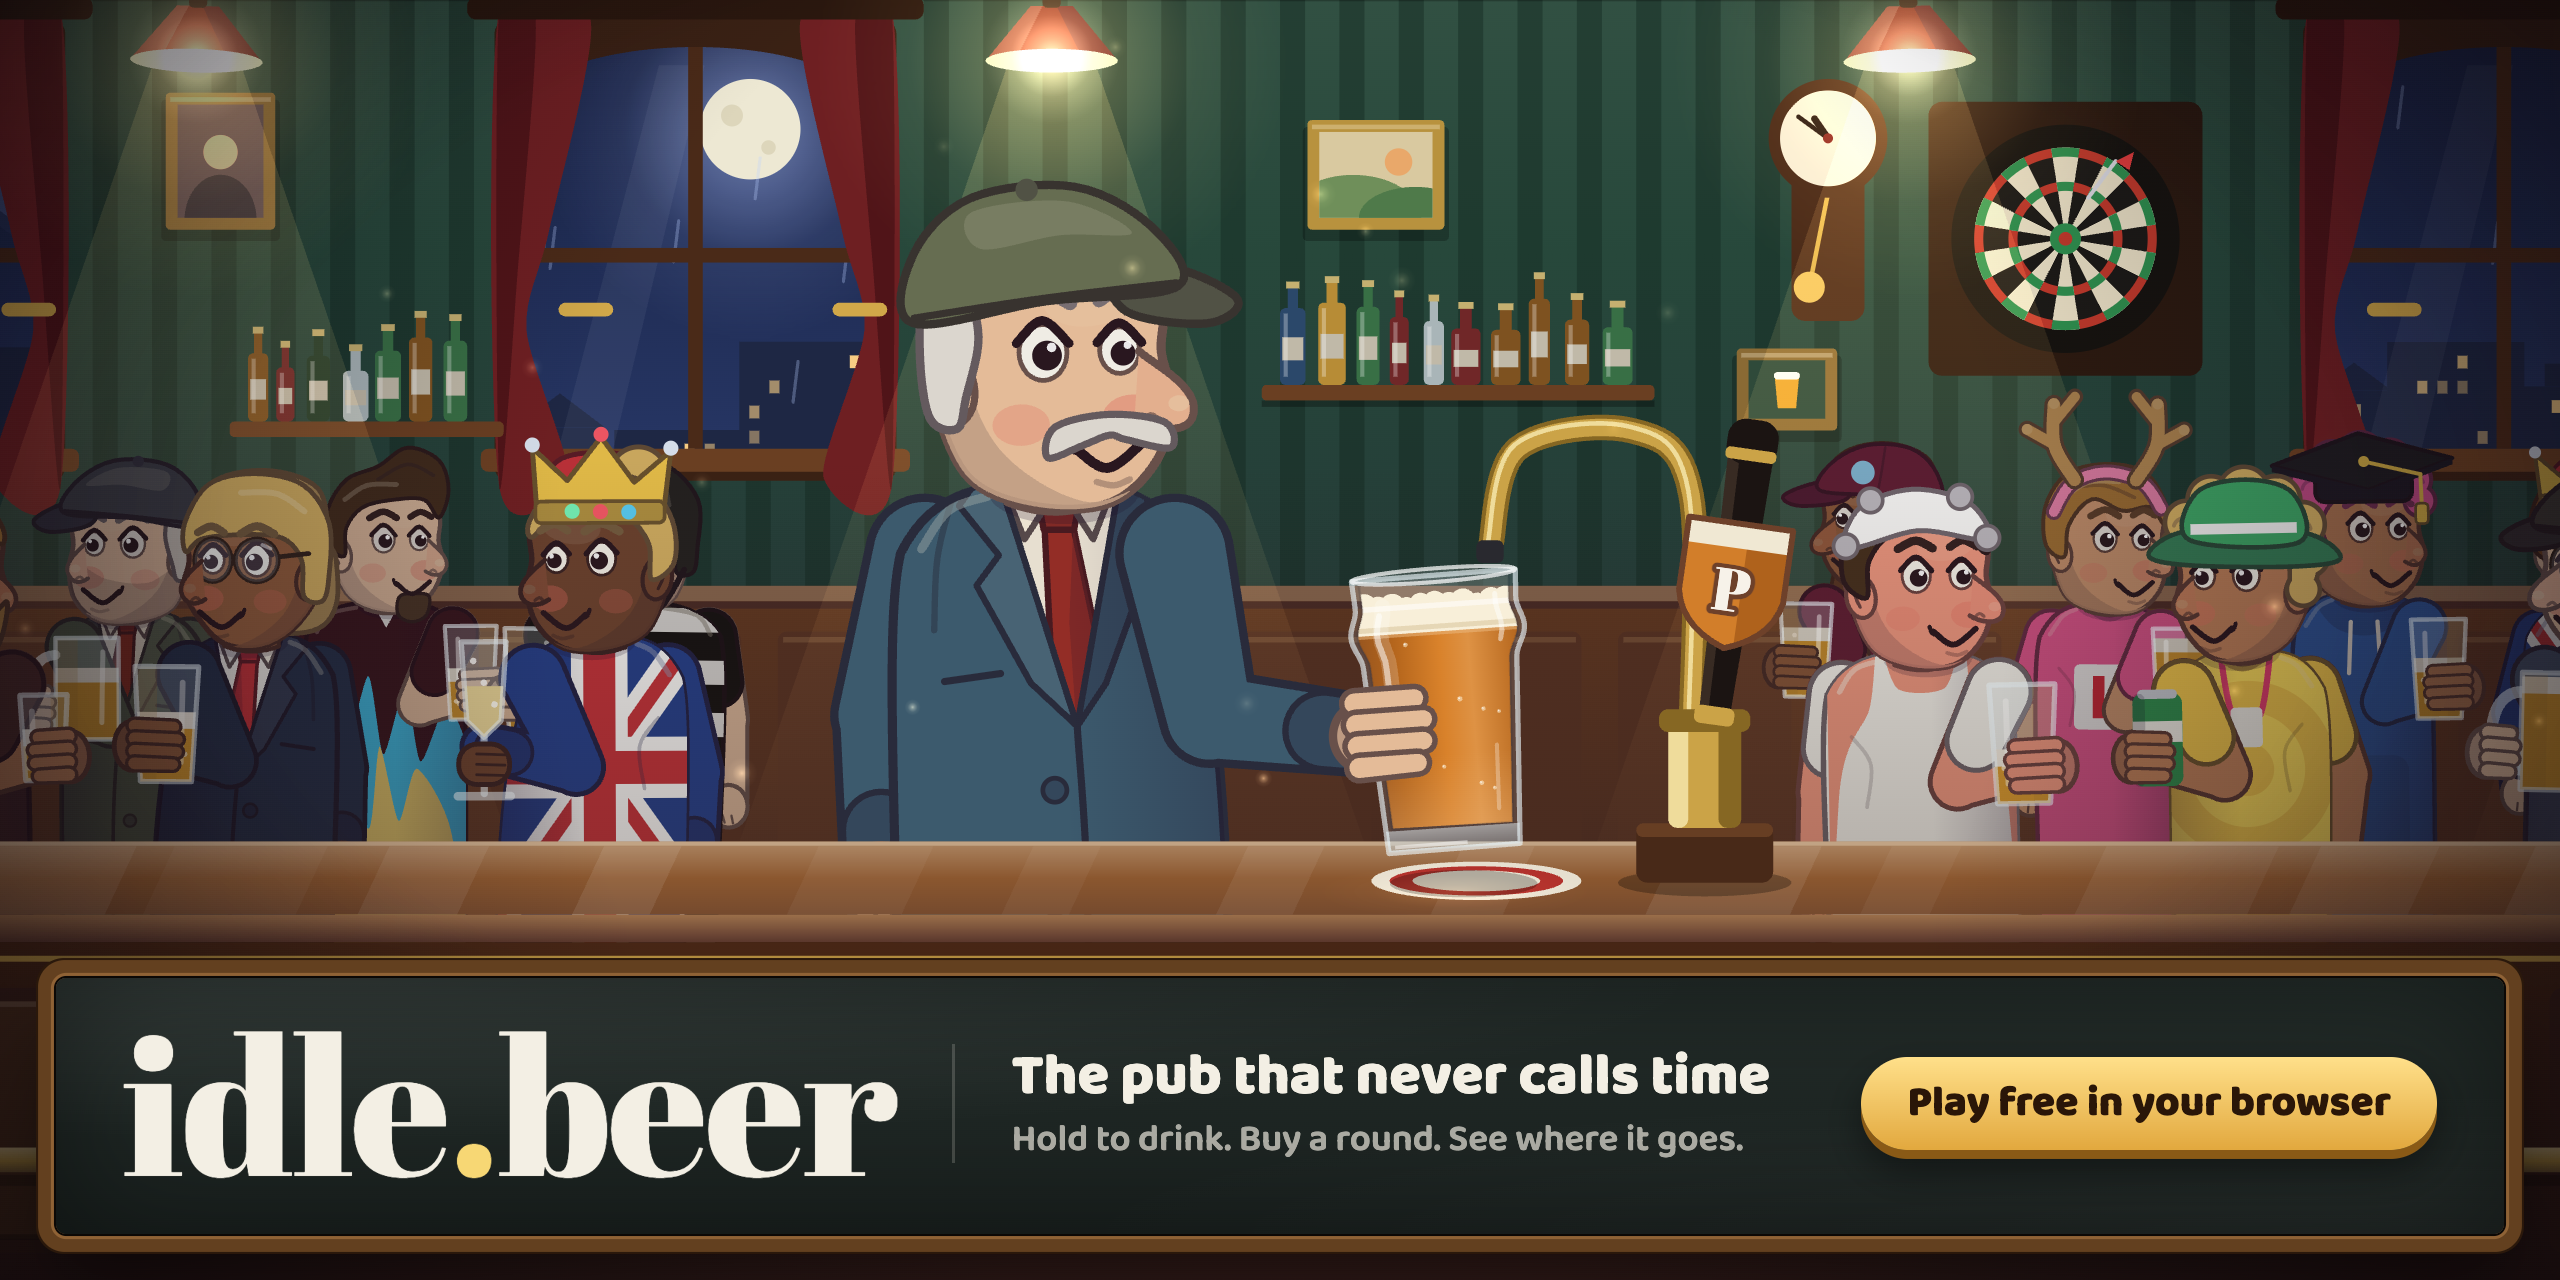 P
L
idle.beer
The pub that never calls time
Hold to drink. Buy a round. See where it goes.
Play free in your browser